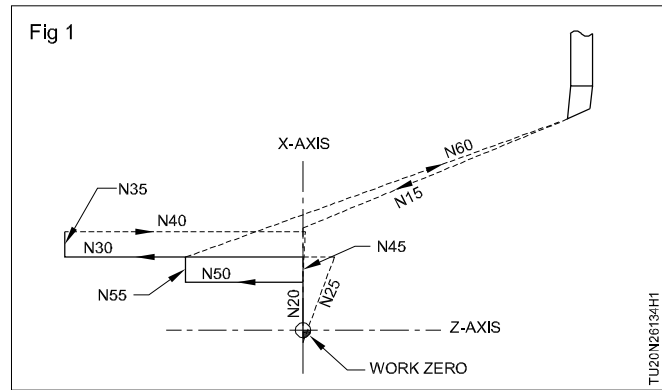 Fig 1
X-AXIS
N60
N15
N35
N40
N30
N45
N50
N55
N20
N25
Z-AXIS
WORK ZERO
TU20N26134H1